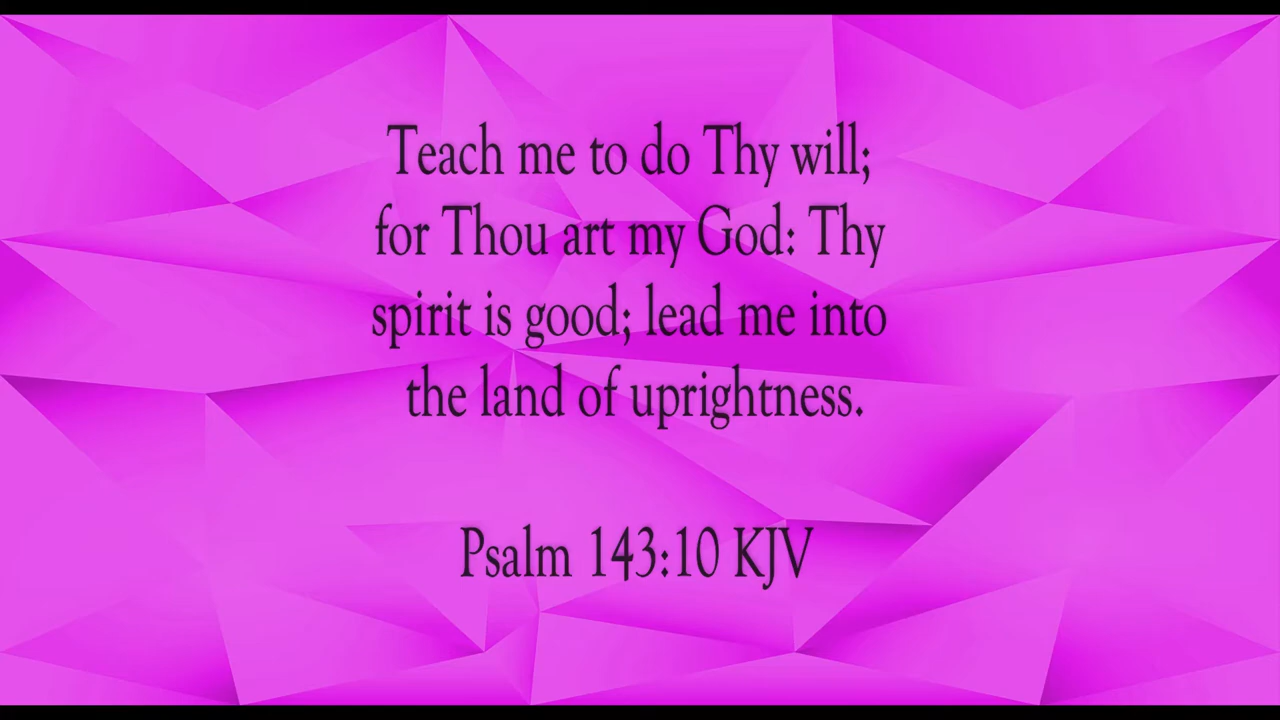 Teach me to do Thy will;
for Thou art my God: Thy
spirit is good; lead me into
the land of uprightness.
Psalm 143:10 KJV